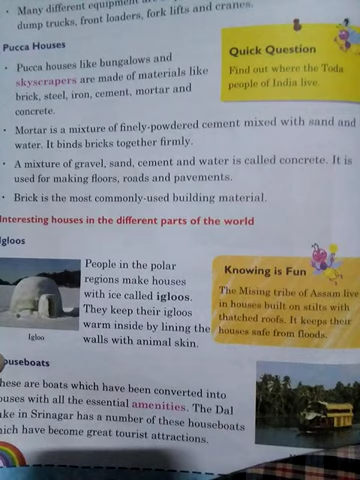 • Many different equipment are
dump trucks, front loaders, fork lifts and cranes.
Pucca Houses
• Pucca houses like bungalows and
skyscrapers are made of materials like
brick, steel, iron, cement, mortar and
concrete.
Quick Question
Find out where the Toda
people of India live.
• Mortar is a mixture of finely-powdered cement mixed with sand and
water. It binds bricks together firmly.
• A mixture of gravel, sand, cement and water is called concrete. It is
used for making floors, roads and pavements.
• Brick is the most commonly-used building material.
Interesting houses in the different parts of the world
Igloos
People in the polar
regions make houses
with ice called igloos.
They keep their igloos
warm inside by lining the
walls with animal skin.
Igloo
Knowing is Fun
The Mising tribe of Assam live
in houses built on stilts with
thatched roofs. It keeps their
houses safe from floods.
ouseboats
hese are boats which have been converted into
ouses with all the essential amenities. The Dal
ake in Srinagar has a number of these houseboats
hich have become great tourist attractions.